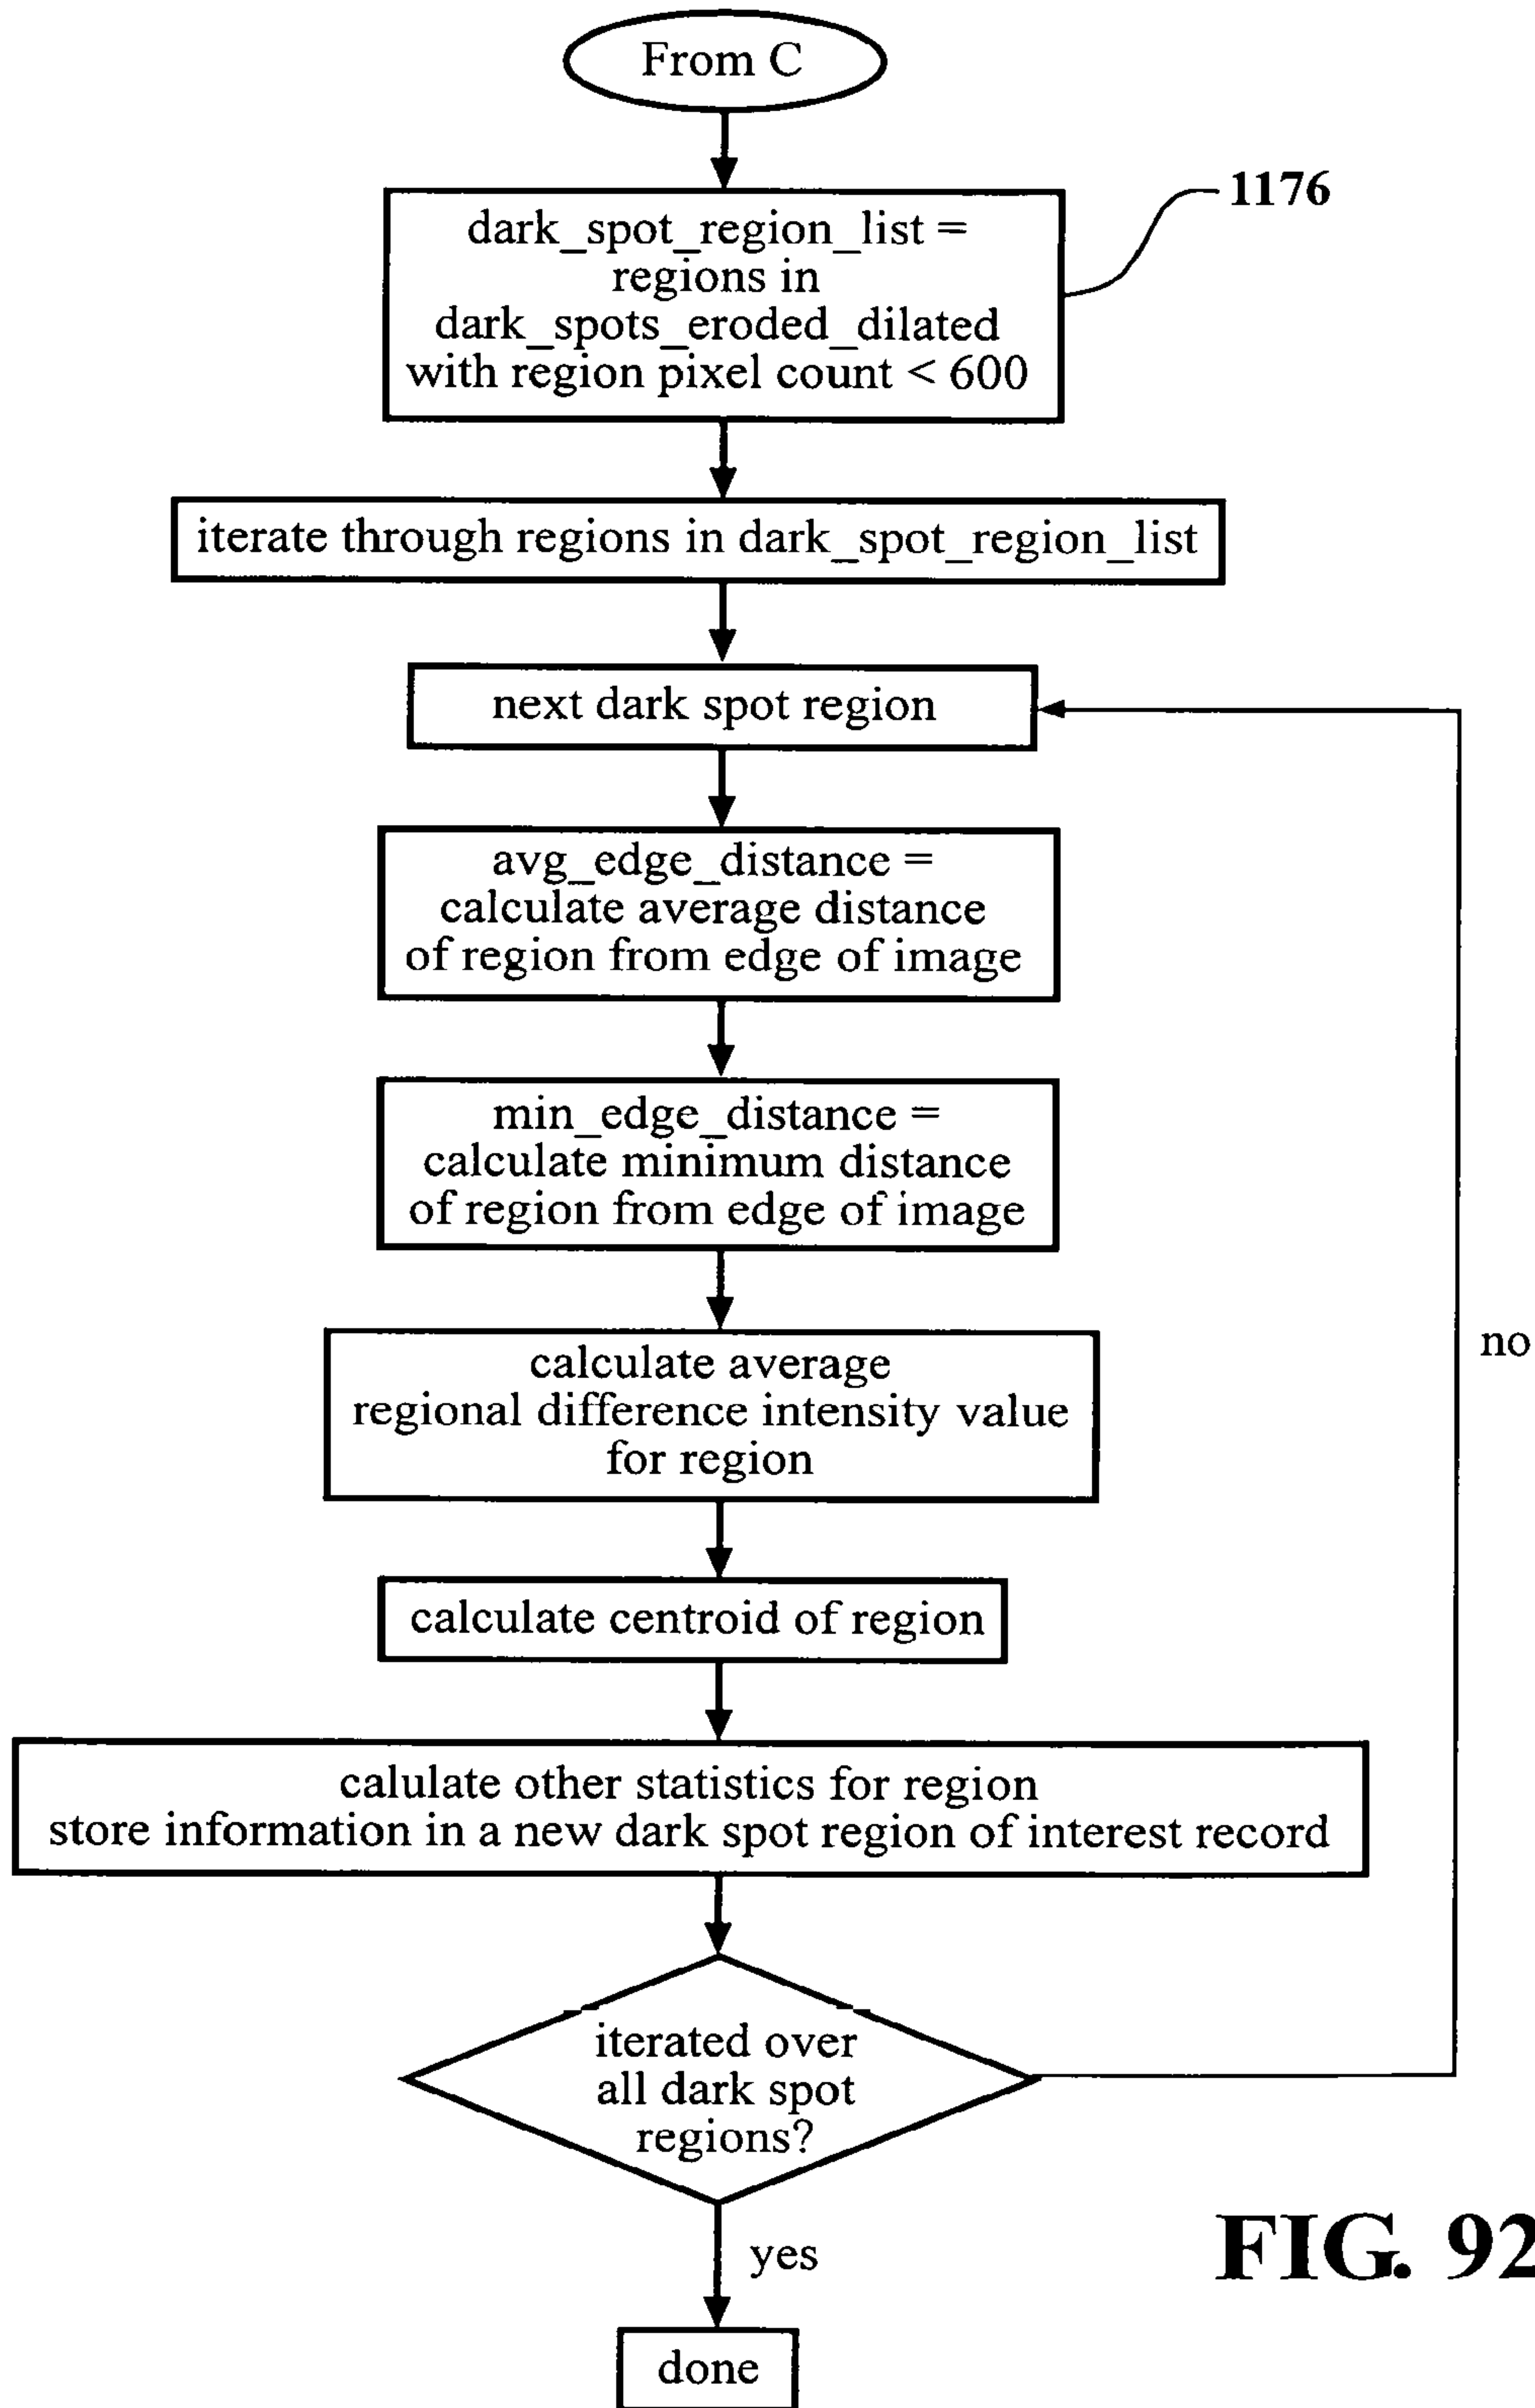 From C
1176
dark_spot_region_list =
regions in
dark_spots_eroded_dilated
with region pixel count < 600
iterate through regions in dark_spot_region_list
next dark spot region
avg_edge_distance =
calculate average distance
of region from edge of image
min_edge_distance =
calculate minimum distance
of region from edge of image
calculate average
regional difference intensity value
for region
no
calculate centroid of region
calulate other statistics for region
store information in a new dark spot region of interest record
iterated over
all dark spot
regions?
yes
FIG. 92
done